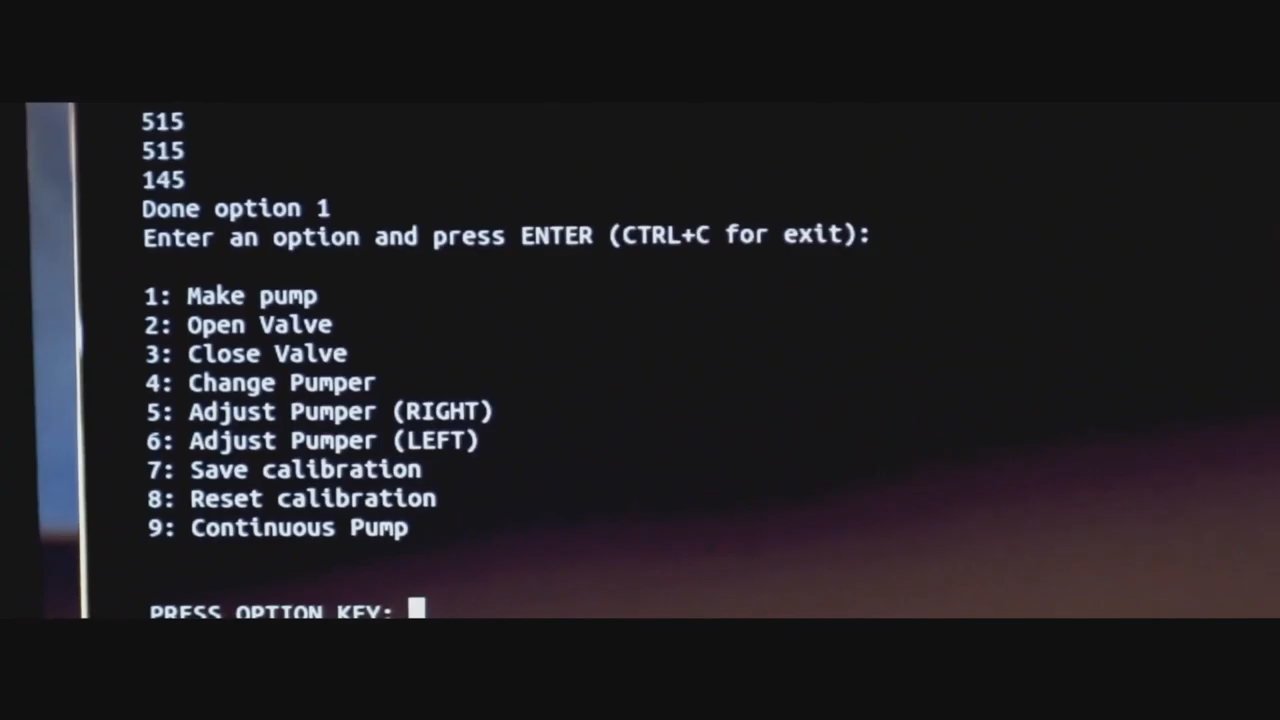 515
515
145
Done option 1
Enter an option and press ENTER (CTRL+C for exit):
1: Make pump
2: Open Valve
3: Close Valve
4: Change Pumper
5: Adjust Pumper (RIGHT)
6: Adjust Pumper (LEFT)
7: Save calibration
8: Reset calibration
9: Continuous Pump
PRESS OPTION KEY: